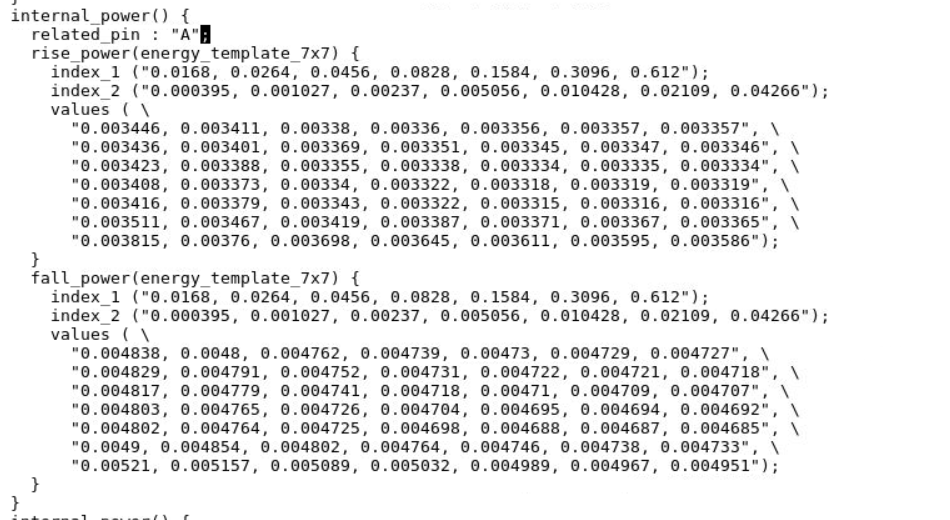 }
internal_power() {
  related_pin : "A";
  rise_power(energy_template_7x7) {
    index_1 ("0.0168, 0.0264, 0.0456, 0.0828, 0.1584, 0.3096, 0.612");
    index_2 ("0.000395, 0.001027, 0.00237, 0.005056, 0.010428, 0.02109, 0.04266");
    values ( \
      "0.003446, 0.003411, 0.00338, 0.00336, 0.003356, 0.003357, 0.003357", \
      "0.003436, 0.003401, 0.003369, 0.003351, 0.003345, 0.003347, 0.003346", \
      "0.003423, 0.003388, 0.003355, 0.003338, 0.003334, 0.003335, 0.003334", \
      "0.003408, 0.003373, 0.00334, 0.003322, 0.003318, 0.003319, 0.003319", \
      "0.003416, 0.003379, 0.003343, 0.003322, 0.003315, 0.003316, 0.003316", \
      "0.003511, 0.003467, 0.003419, 0.003387, 0.003371, 0.003367, 0.003365", \
      "0.003815, 0.00376, 0.003698, 0.003645, 0.003611, 0.003595, 0.003586");
  }
  fall_power(energy_template_7x7) {
    index_1 ("0.0168, 0.0264, 0.0456, 0.0828, 0.1584, 0.3096, 0.612");
    index_2 ("0.000395, 0.001027, 0.00237, 0.005056, 0.010428, 0.02109, 0.04266");
    values ( \
      "0.004838, 0.0048, 0.004762, 0.004739, 0.00473, 0.004729, 0.004727", \
      "0.004829, 0.004791, 0.004752, 0.004731, 0.004722, 0.004721, 0.004718", \
      "0.004817, 0.004779, 0.004741, 0.004718, 0.00471, 0.004709, 0.004707", \
      "0.004803, 0.004765, 0.004726, 0.004704, 0.004695, 0.004694, 0.004692", \
      "0.004802, 0.004764, 0.004725, 0.004698, 0.004688, 0.004687, 0.004685", \
      "0.0049, 0.004854, 0.004802, 0.004764, 0.004746, 0.004738, 0.004733", \
      "0.00521, 0.005157, 0.005089, 0.005032, 0.004989, 0.004967, 0.004951");
  }
}
internal_power() {